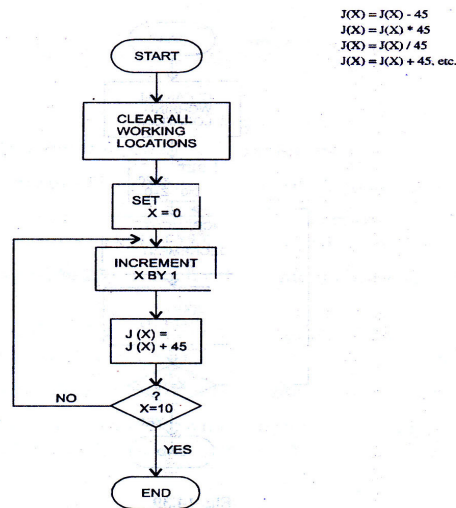 J(X) = J(X) - 45
J(X) = J(X) * 45
J(X) = J(X) / 45
J(X) = J(X) + 45, etc.
START
CLEAR ALL
WORKING
LOCATIONS
SET
X = 0
INCREMENT
X BY 1
J (X) =
J (X) + 45
?
X=10
NO
YES
END